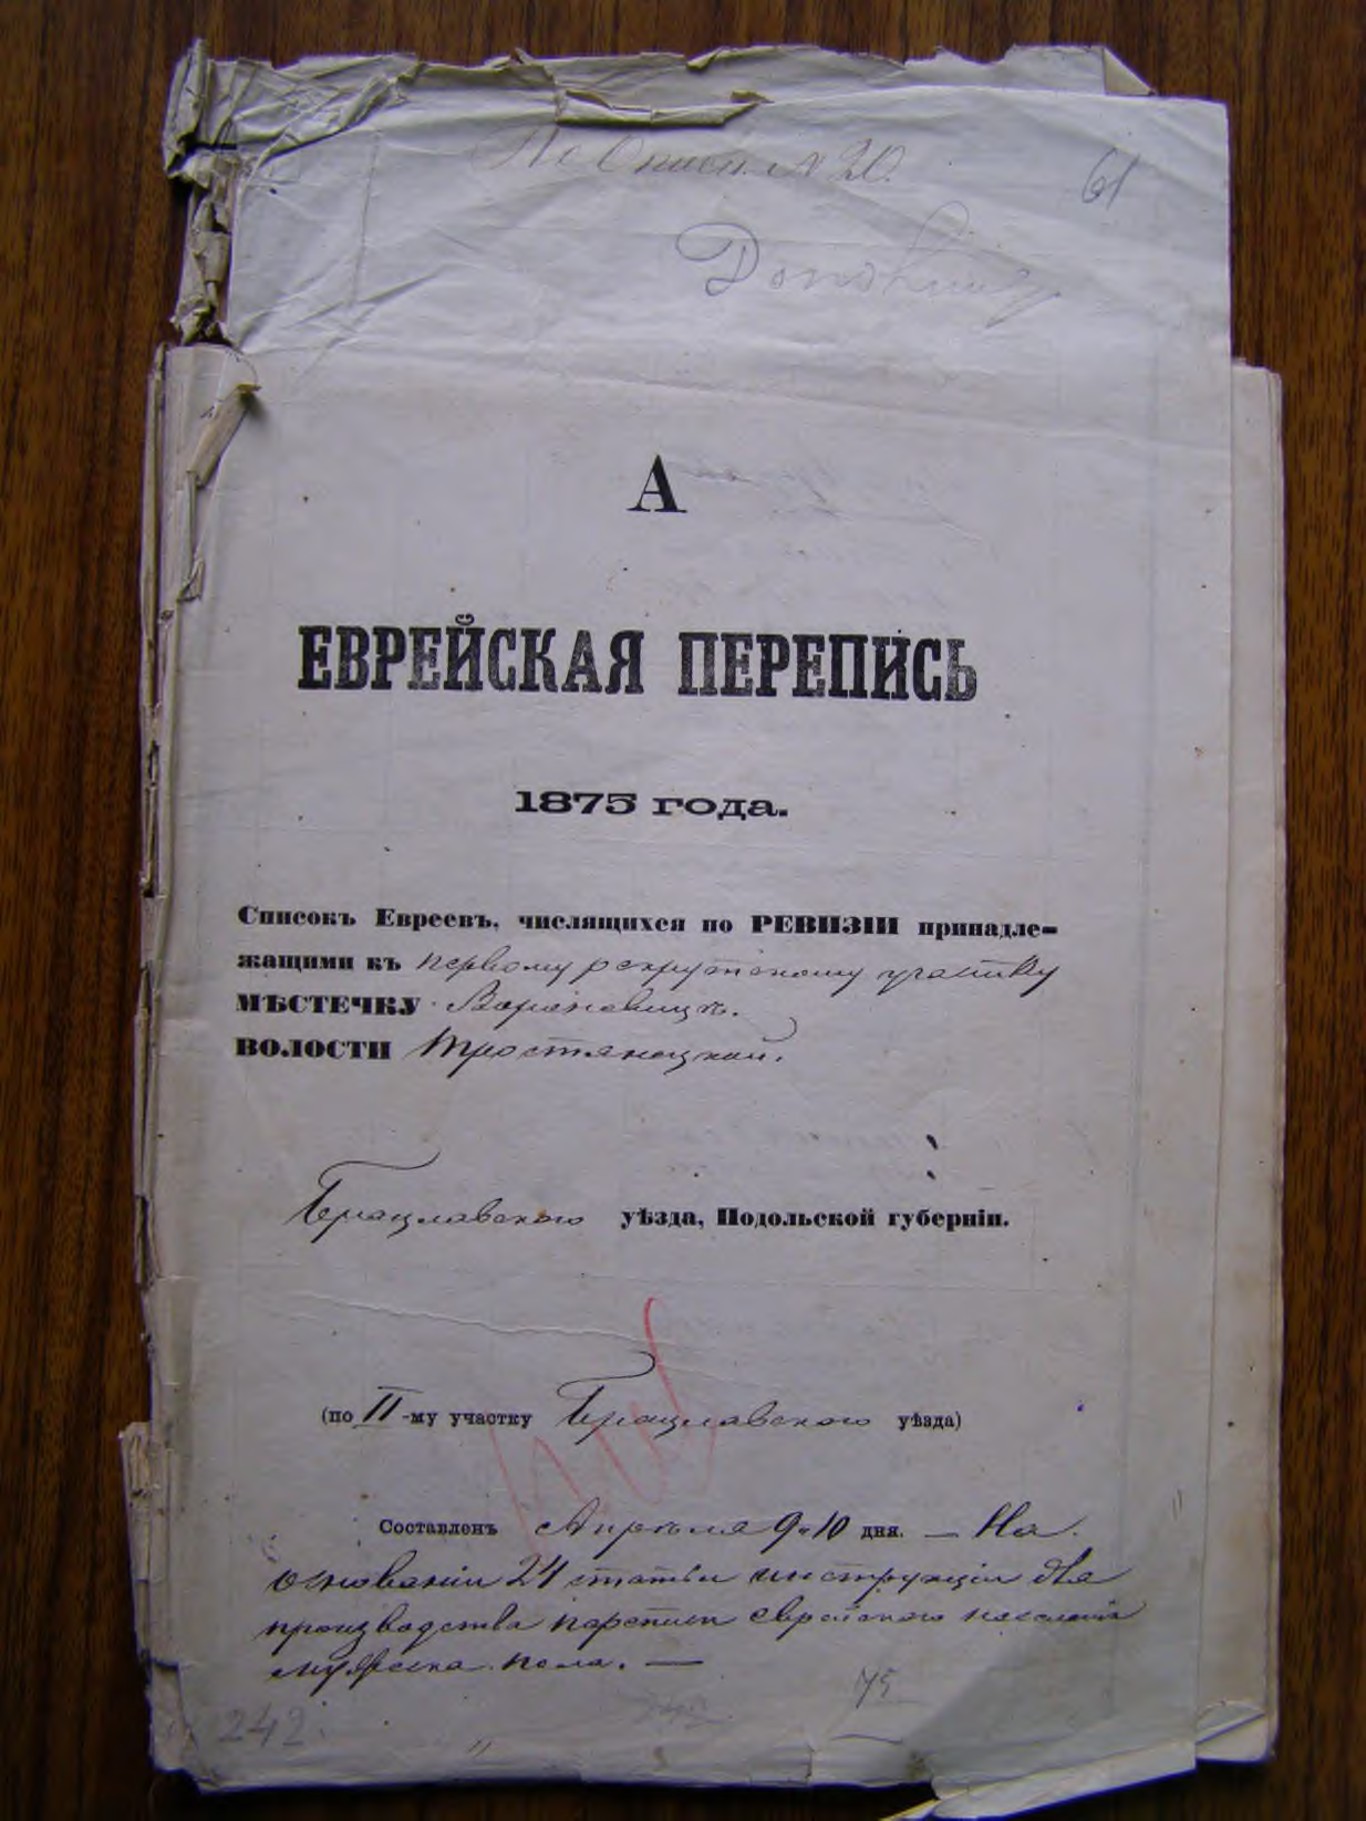 По Описи № 20.
61
А
ЕВРЕЙСКАЯ ПЕРЕПИСЬ
1875 года.
Списокъ Евреевъ, числящихся по РЕВИЗІИ принадле-
жащими къ первому рекрутскому участку
МѢСТЕЧКУ
ВОЛОСТИ Тростянецкой.
Брацлавского уѣзда, Подольской губерніи.
(по II-му участку Брацлавского уѣзда)
Составленъ Апрѣля 9 и 10 дня. — На
основаніи 24 статьи инструкціи для
производства переписи еврейского населенія
мужеска пола. —
75
242